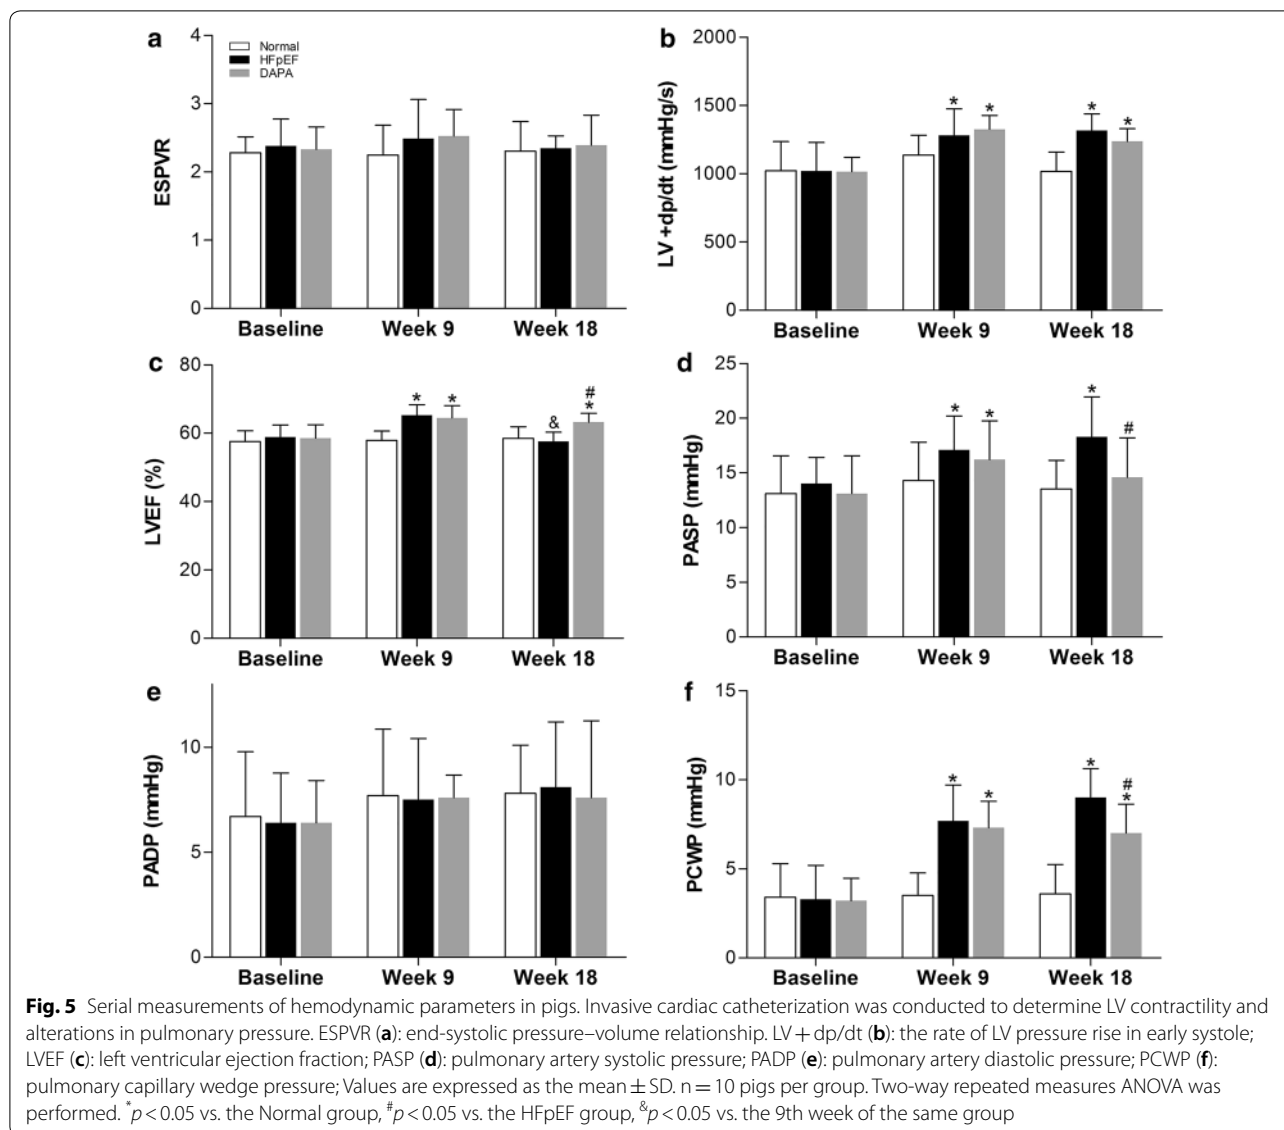 a
4
3
2
1
0
ESPVR
Normal
HFpEF
DAPA
Baseline Week 9 Week 18
b
2000
1500
1000
500
0
LV +dp/dt (mmHg/s)
* * * *
Baseline Week 9 Week 18
c
80
60
40
20
0
LVEF (%)
* * & # *
Baseline Week 9 Week 18
d
25
20
15
10
5
0
PASP (mmHg)
* * * #
Baseline Week 9 Week 18
e
10
5
0
PADP (mmHg)
Baseline Week 9 Week 18
f
15
10
5
0
PCWP (mmHg)
* * * # *
Baseline Week 9 Week 18
Fig. 5 Serial measurements of hemodynamic parameters in pigs. Invasive cardiac catheterization was conducted to determine LV contractility and
alterations in pulmonary pressure. ESPVR (a): end-systolic pressure–volume relationship. LV + dp/dt (b): the rate of LV pressure rise in early systole;
LVEF (c): left ventricular ejection fraction; PASP (d): pulmonary artery systolic pressure; PADP (e): pulmonary artery diastolic pressure; PCWP (f):
pulmonary capillary wedge pressure; Values are expressed as the mean ± SD. n = 10 pigs per group. Two-way repeated measures ANOVA was
performed. *p < 0.05 vs. the Normal group, #p < 0.05 vs. the HFpEF group, &p < 0.05 vs. the 9th week of the same group